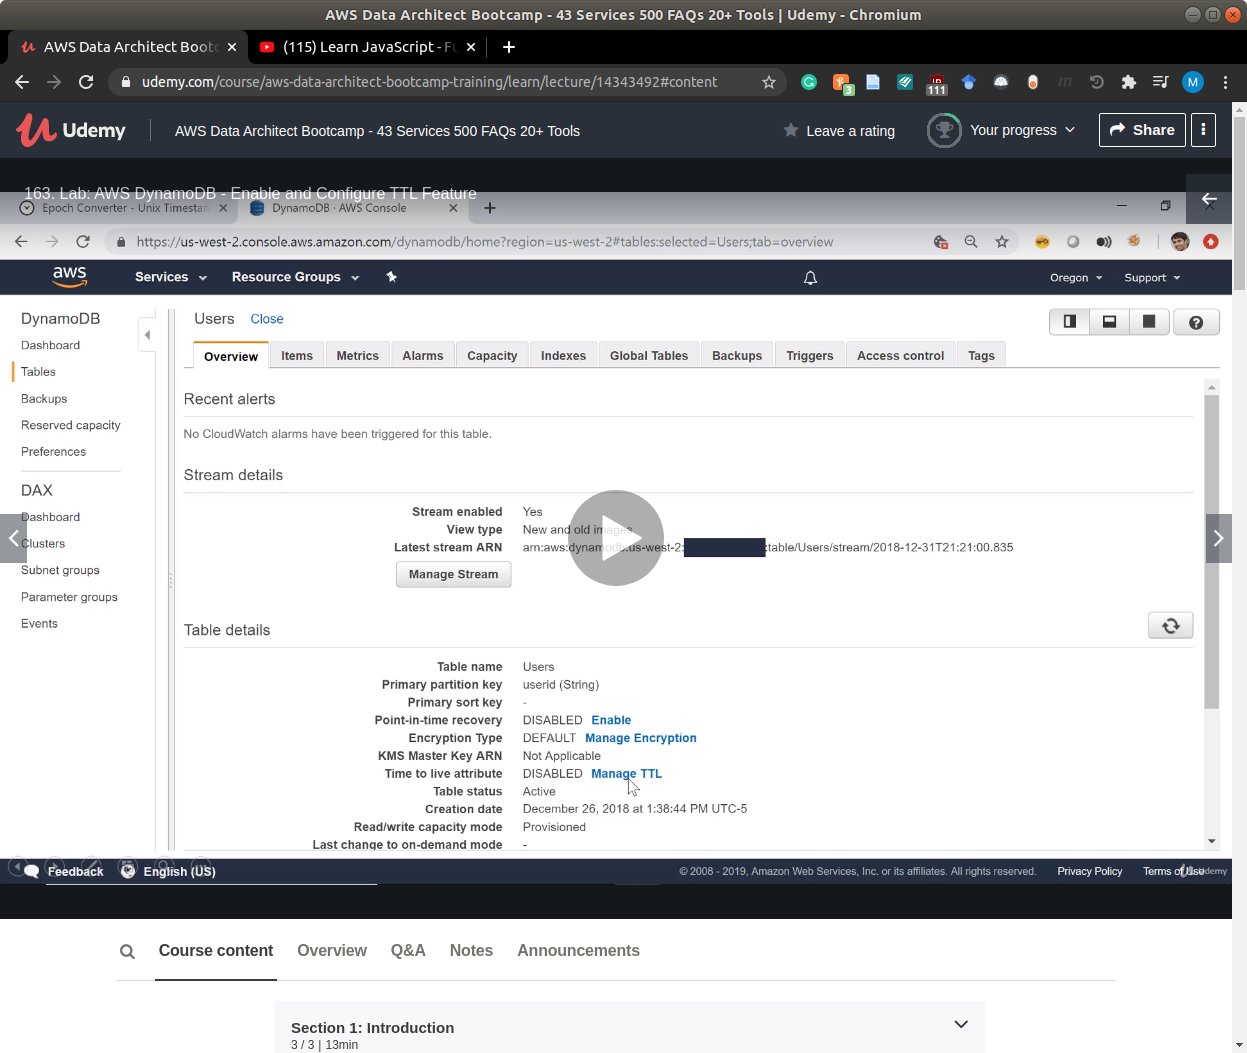 AWS Data Architect Bootcamp - 43 Services 500 FAQs 20+ Tools | Udemy - Chromium
AWS Data Architect Bootc
(115) Learn JavaScript - Fu
udemy.com/course/aws-data-architect-bootcamp-training/learn/lecture/14343492#content
3
111
M
Udemy
AWS Data Architect Bootcamp - 43 Services 500 FAQs 20+ Tools
Leave a rating
Your progress
Share
163. Lab: AWS DynamoDB - Enable and Configure TTL Feature
Epoch Converter - Unix Timestam
DynamoDB · AWS Console
https://us-west-2.console.aws.amazon.com/dynamodb/home?region=us-west-2#tables:selected=Users;tab=overview
aws
Services
Resource Groups
Oregon
Support
DynamoDB
Dashboard
Tables
Backups
Reserved capacity
Preferences
DAX
Dashboard
Clusters
Subnet groups
Parameter groups
Events
Users Close
Overview Items Metrics Alarms Capacity Indexes Global Tables Backups Triggers Access control Tags
Recent alerts
No CloudWatch alarms have been triggered for this table.
Stream details
Stream enabled Yes
View type New and old images
Latest stream ARN arn:aws:dynamodb:us-west-2: :table/Users/stream/2018-12-31T21:21:00.835
Manage Stream
Table details
Table name Users
Primary partition key userid (String)
Primary sort key -
Point-in-time recovery DISABLED Enable
Encryption Type DEFAULT Manage Encryption
KMS Master Key ARN Not Applicable
Time to live attribute DISABLED Manage TTL
Table status Active
Creation date December 26, 2018 at 1:38:44 PM UTC-5
Read/write capacity mode Provisioned
Last change to on-demand mode -
Feedback
English (US)
© 2008 - 2019, Amazon Web Services, Inc. or its affiliates. All rights reserved.
Privacy Policy
Terms of Use
Udemy
Course content
Overview
Q&A
Notes
Announcements
Section 1: Introduction
3 / 3 | 13min